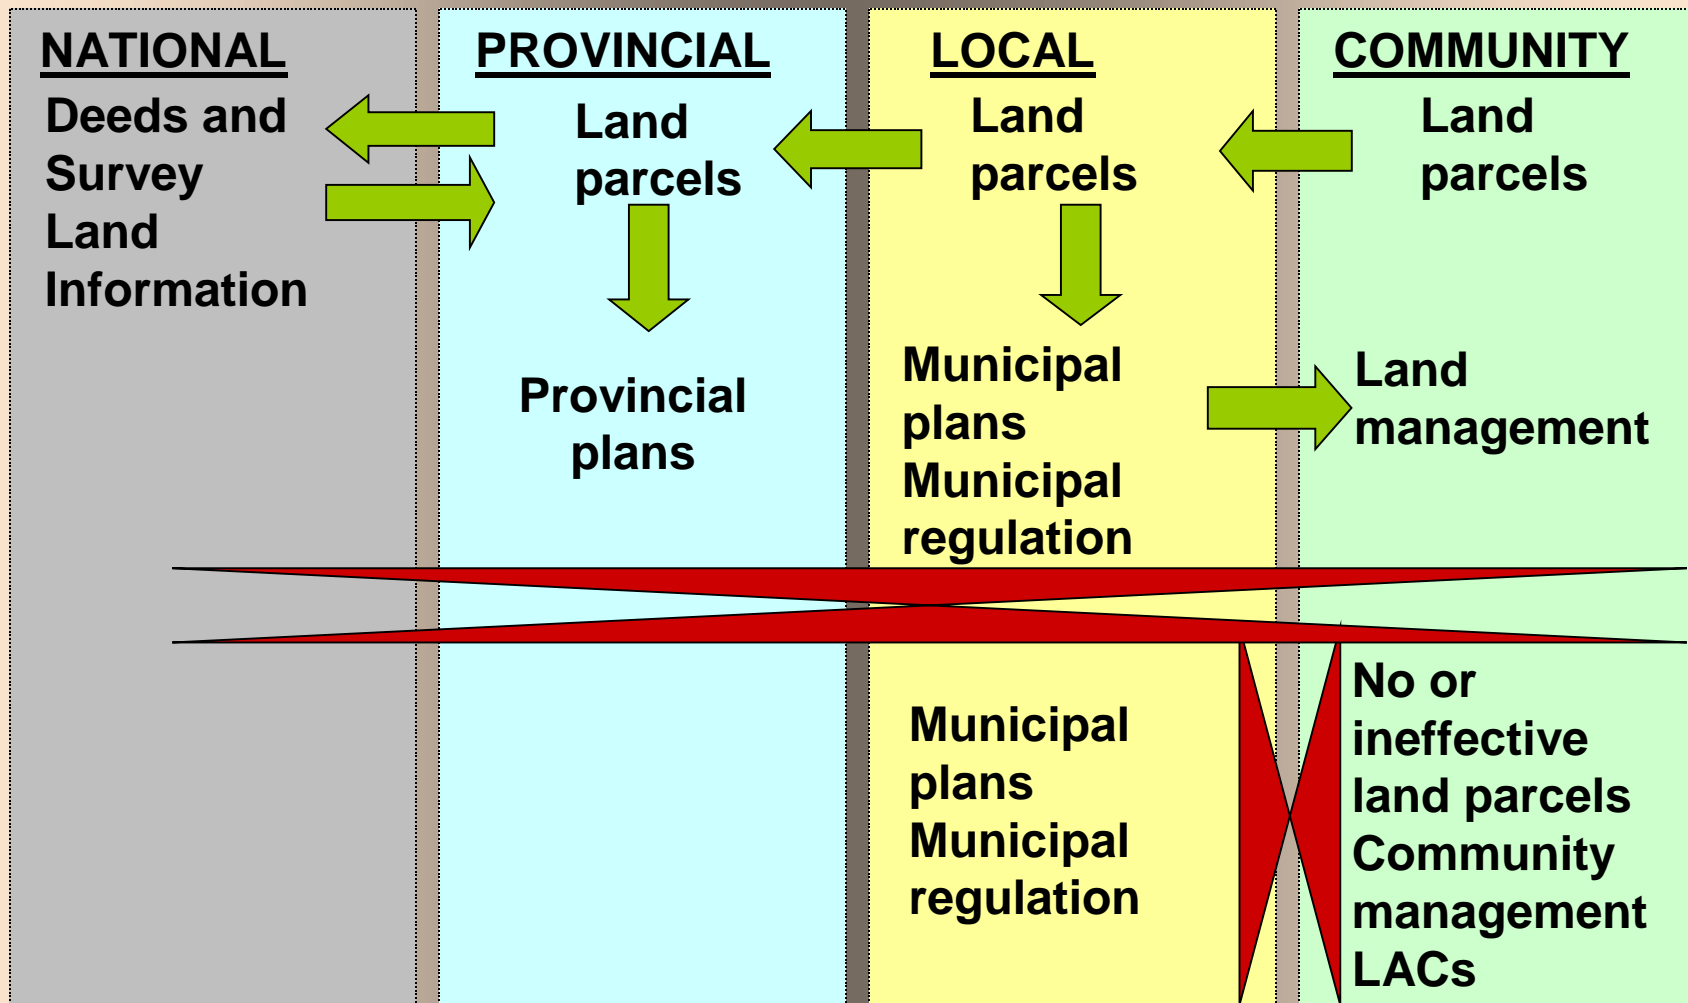 NATIONAL
Deeds and
Survey
Land
Information
PROVINCIAL
Land
parcels
Provincial
plans
LOCAL
Land
parcels
Municipal
plans
Municipal
regulation
Municipal
plans
Municipal
regulation
COMMUNITY
Land
parcels
Land
management
No or
ineffective
land parcels
Community
management
LACs